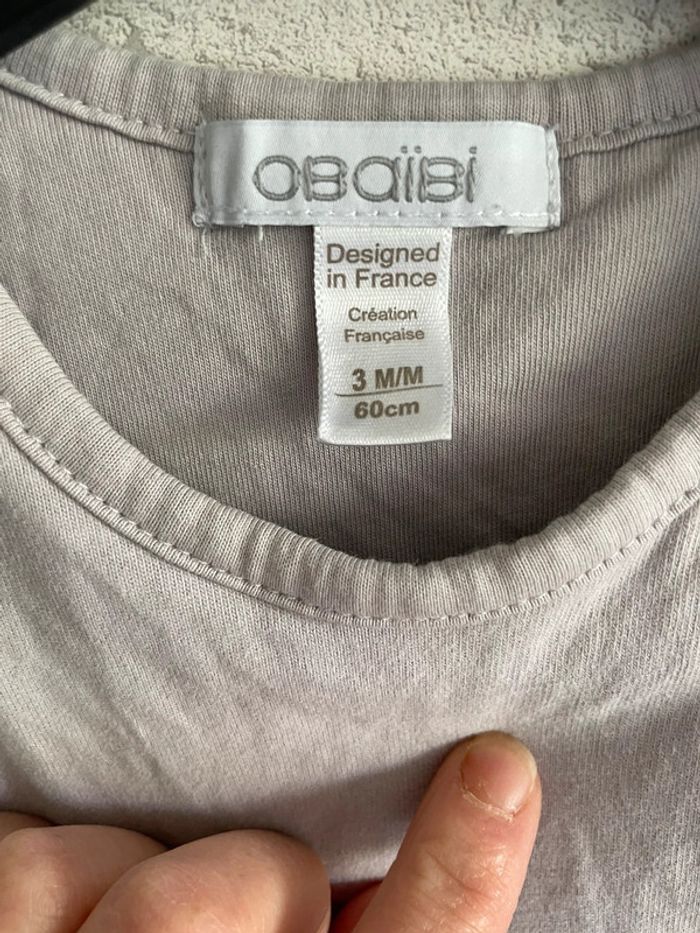 obaïbi
Designed
in France
Création
Française
3 M/M
60cm